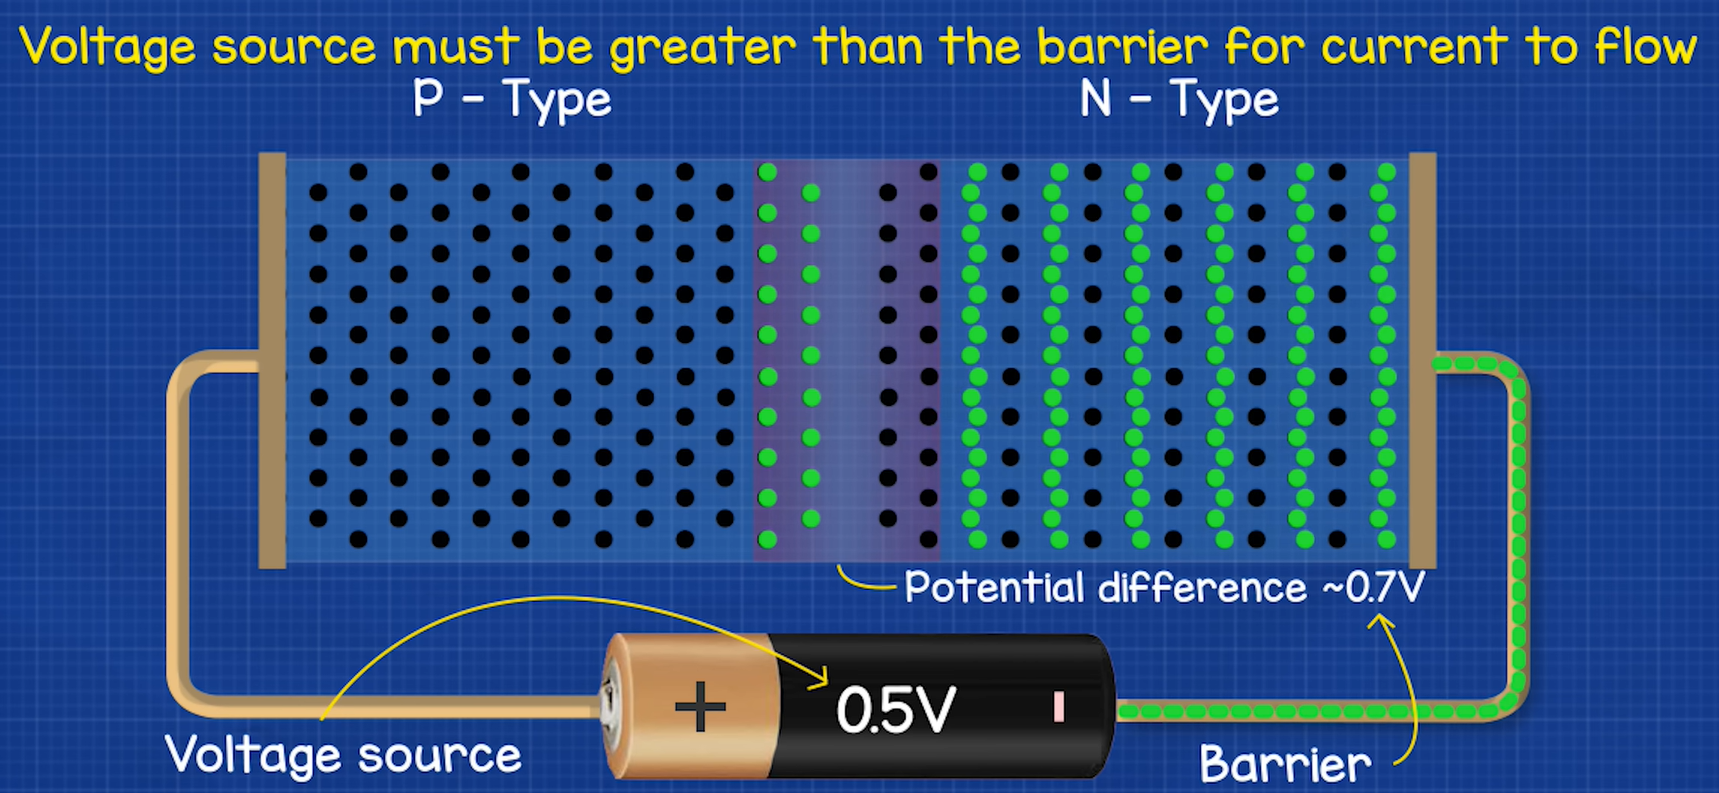 Voltage source must be greater than the barrier for current to flow
P - Type
N - Type
Potential difference ~0.7V
+
0.5V
-
Voltage source
Barrier